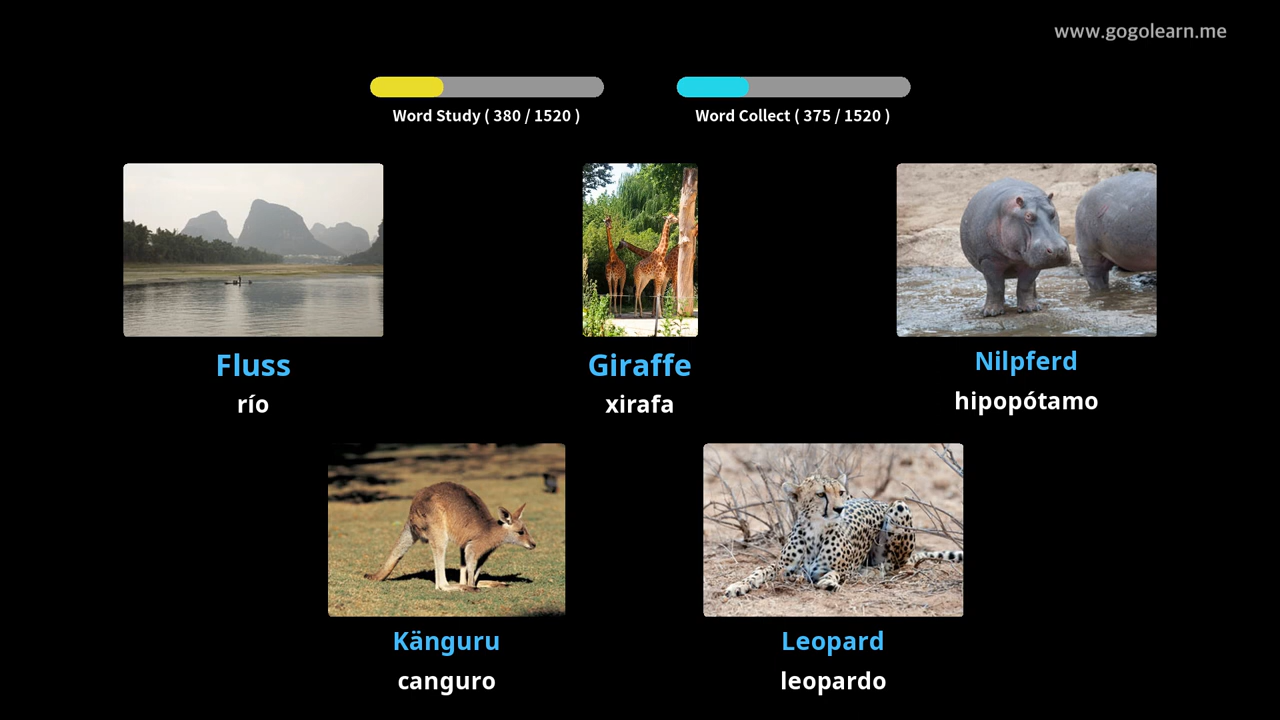 www.gogolearn.me
Word Study ( 380 / 1520 )
Word Collect ( 375 / 1520 )
Fluss
río
Giraffe
xirafa
Nilpferd
hipopótamo
Känguru
canguro
Leopard
leopardo